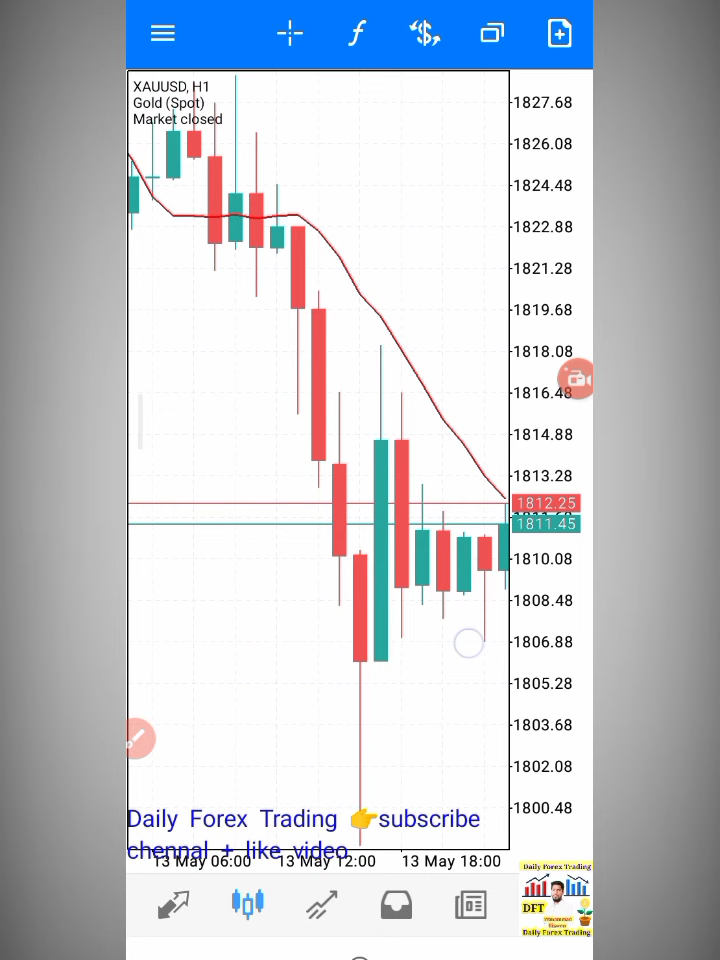 XAUUSD, H1
Gold (Spot)
Market closed
1827.68
1826.08
1824.48
1822.88
1821.28
1819.68
1818.08
1816.48
1814.88
1813.28
1812.25
1811.45
1810.08
1808.48
1806.88
1805.28
1803.68
1802.08
1800.48
Daily Forex Trading 👉subscribe
chennal + like video
13 May 06:00 13 May 12:00 13 May 18:00
Daily Forex Trading
DFT
Daily Forex Trading